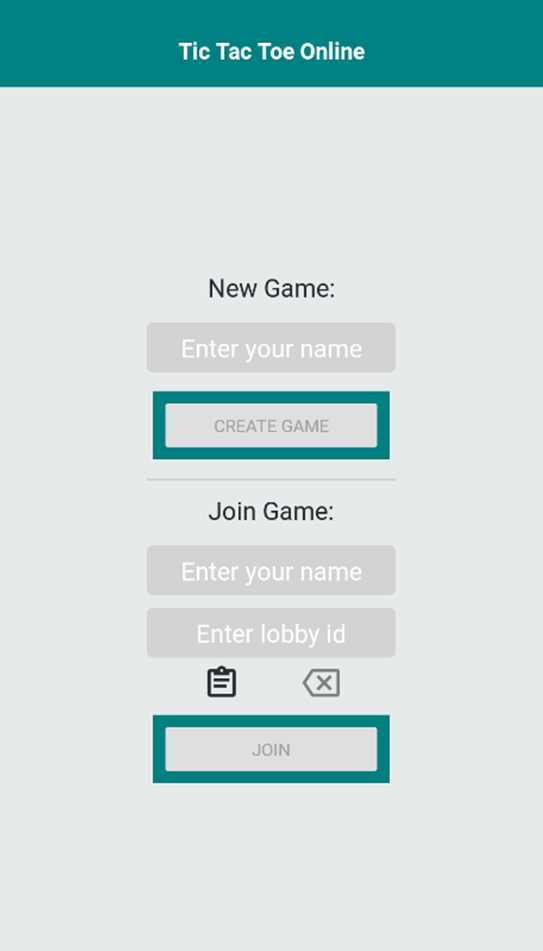 Tic Tac Toe Online
New Game:
Enter your name
CREATE GAME
Join Game:
Enter your name
Enter lobby id
JOIN